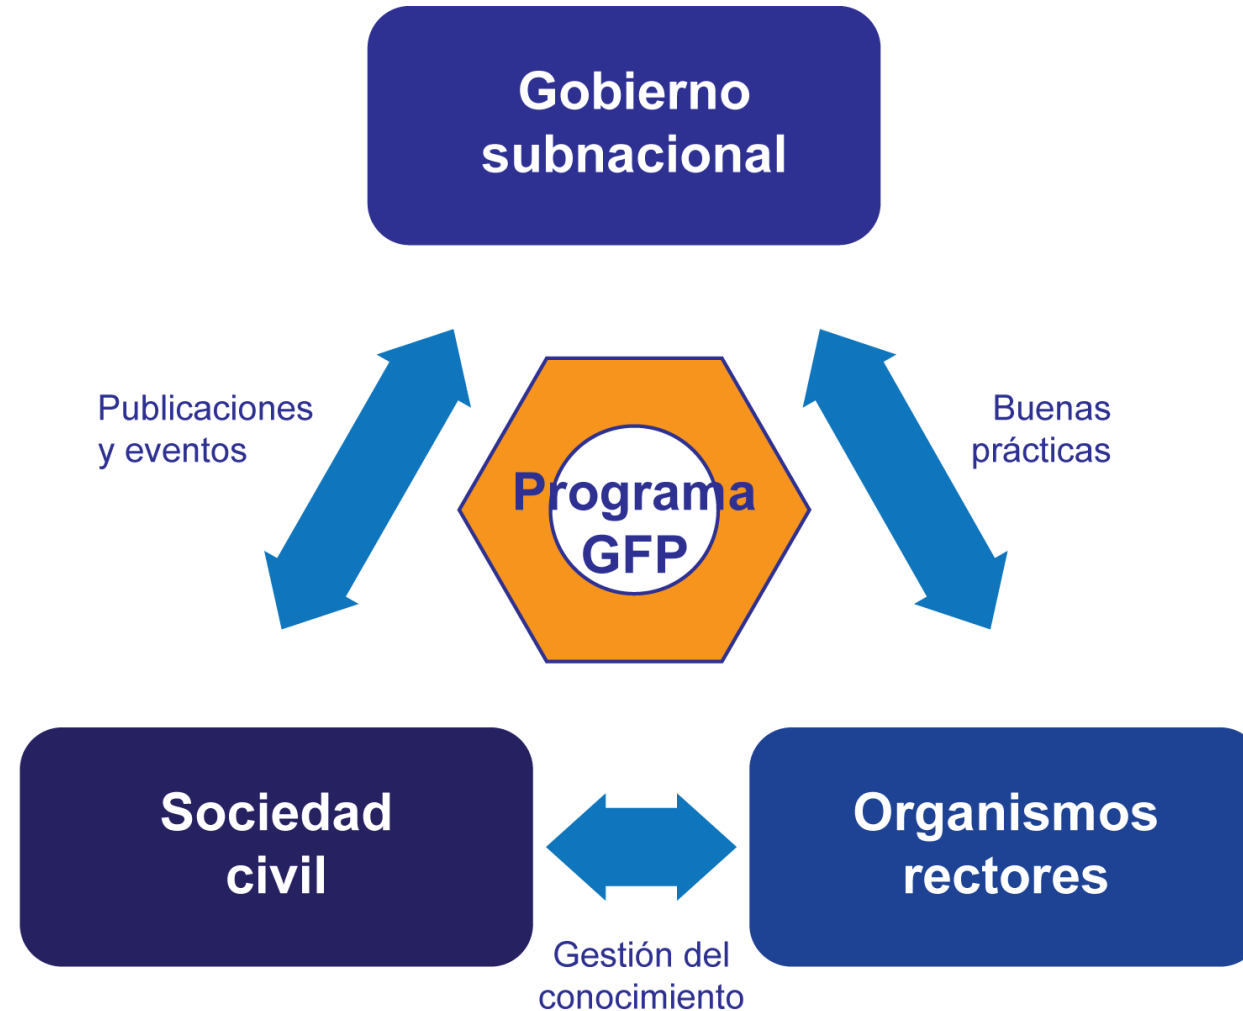 Gobierno
subnacional
Publicaciones
y eventos
Buenas
prácticas
Programa
GFP
Sociedad
civil
Organismos
rectores
Gestión del
conocimiento